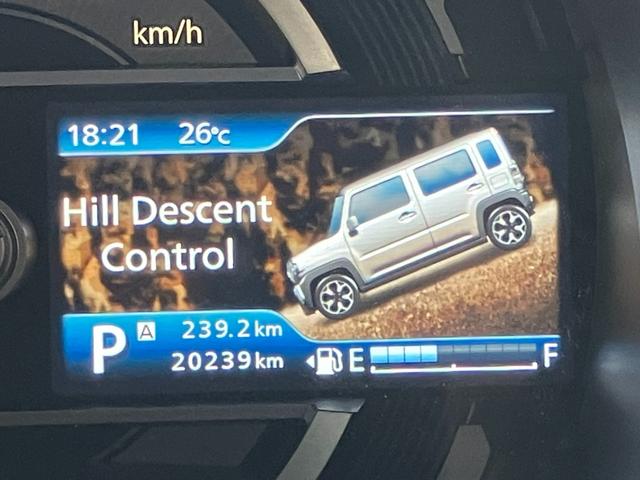 km/h
18:21 26°C
Hill Descent
Control
P A 239.2 km
20239 km
E F